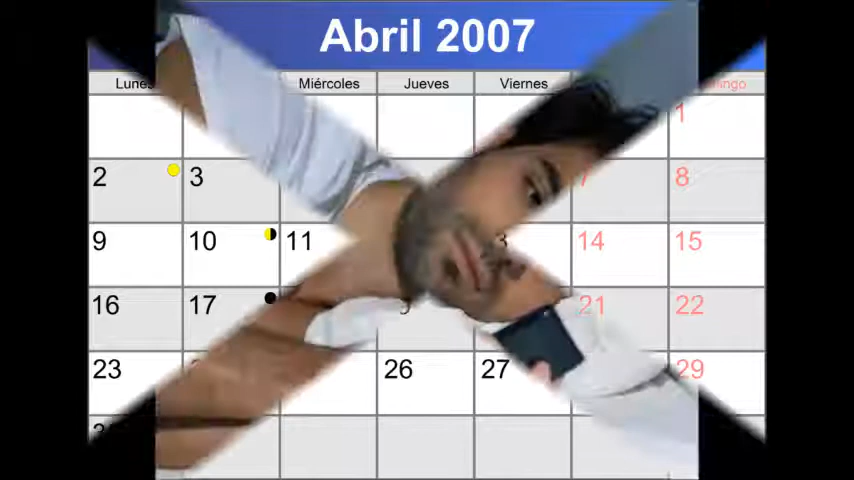 Abril 2007
Lunes Miércoles Jueves Viernes
1
2 3 7 8
9 10 11 14 15
16 17 21 22
23 26 27 29